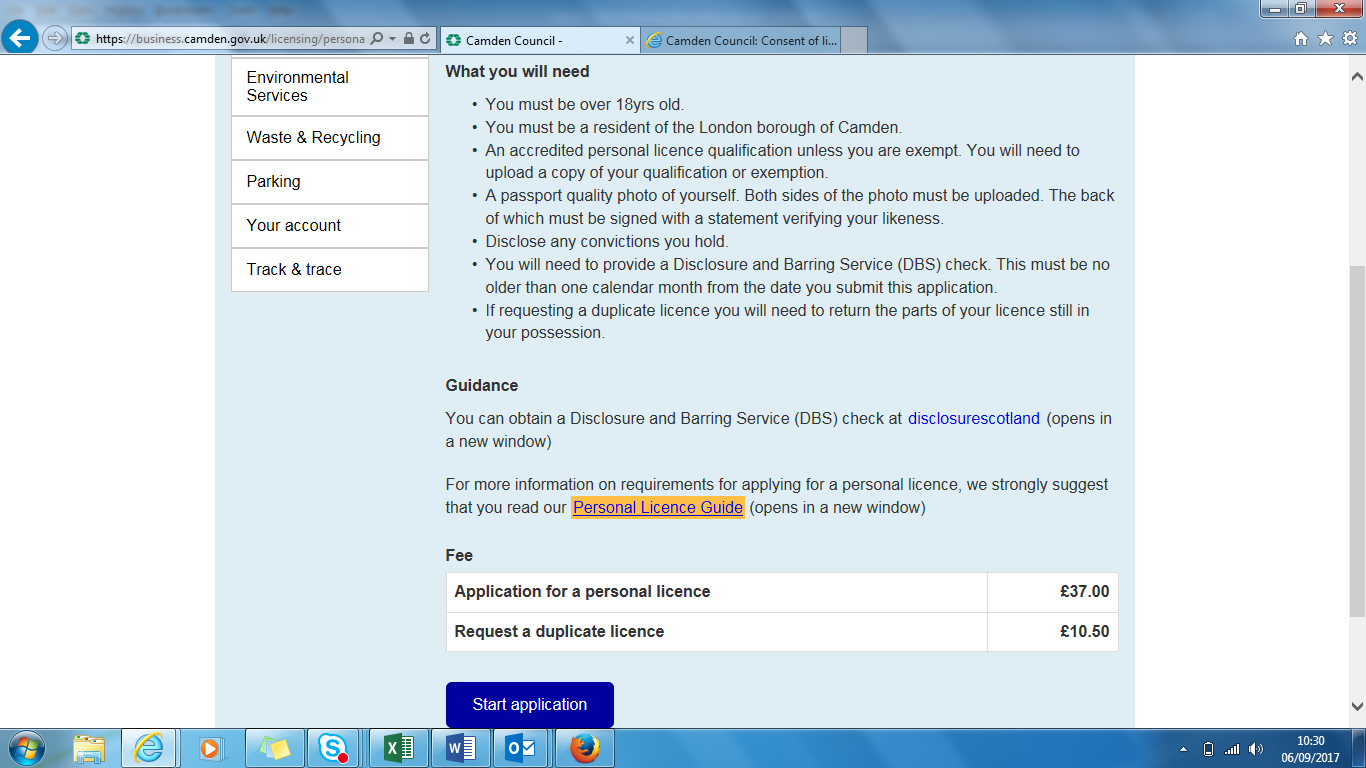 https://business.camden.gov.uk/licensing/persona
Camden Council -
Camden Council: Consent of li...
Environmental
Services
Waste & Recycling
Parking
Your account
Track & trace
What you will need
• You must be over 18yrs old.
• You must be a resident of the London borough of Camden.
• An accredited personal licence qualification unless you are exempt. You will need to
upload a copy of your qualification or exemption.
• A passport quality photo of yourself. Both sides of the photo must be uploaded. The back
of which must be signed with a statement verifying your likeness.
• Disclose any convictions you hold.
• You will need to provide a Disclosure and Barring Service (DBS) check. This must be no
older than one calendar month from the date you submit this application.
• If requesting a duplicate licence you will need to return the parts of your licence still in
your possession.
Guidance
You can obtain a Disclosure and Barring Service (DBS) check at disclosurescotland (opens in
a new window)
For more information on requirements for applying for a personal licence, we strongly suggest
that you read our Personal Licence Guide (opens in a new window)
Fee
Application for a personal licence £37.00
Request a duplicate licence £10.50
Start application
10:30
06/09/2017